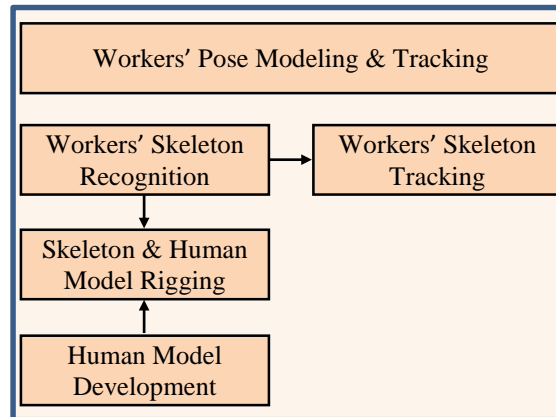 Workers’ Pose Modeling & Tracking
Workers’ Skeleton
Recognition
Workers’ Skeleton
Tracking
Skeleton & Human
Model Rigging
Human Model
Development